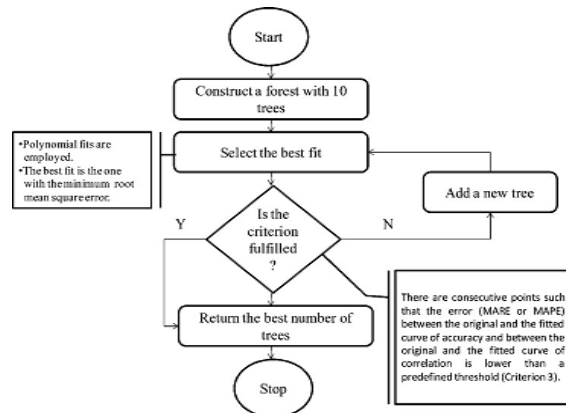 Start
Construct a forest with 10
trees
•Polynomial fits are
employed.
•The best fit is the one
with the minimum root
mean square error.
Select the best fit
Add a new tree
Y
Is the
criterion
fulfilled
?
N
There are consecutive points such
that the error (MARE or MAPE)
between the original and the fitted
curve of accuracy and between the
original and the fitted curve of
correlation is lower than a
predefined threshold (Criterion 3).
Return the best number of
trees
Stop